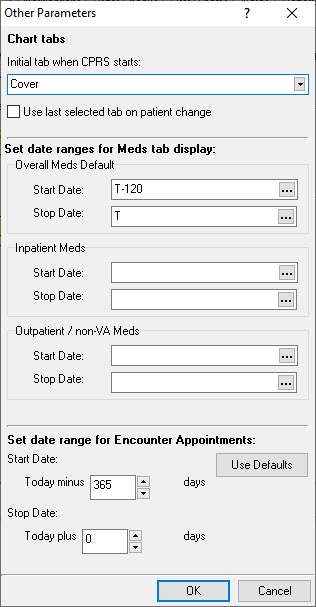 Other Parameters
Chart tabs
Initial tab when CPRS starts:
Cover
Use last selected tab on patient change
Set date ranges for Meds tab display:
Overall Meds Default
Start Date: T-120 ...
Stop Date: T ...
Inpatient Meds
Start Date: ...
Stop Date: ...
Outpatient / non-VA Meds
Start Date: ...
Stop Date: ...
Set date range for Encounter Appointments:
Start Date: Use Defaults
Today minus 365 days
Stop Date:
Today plus 0 days
OK Cancel